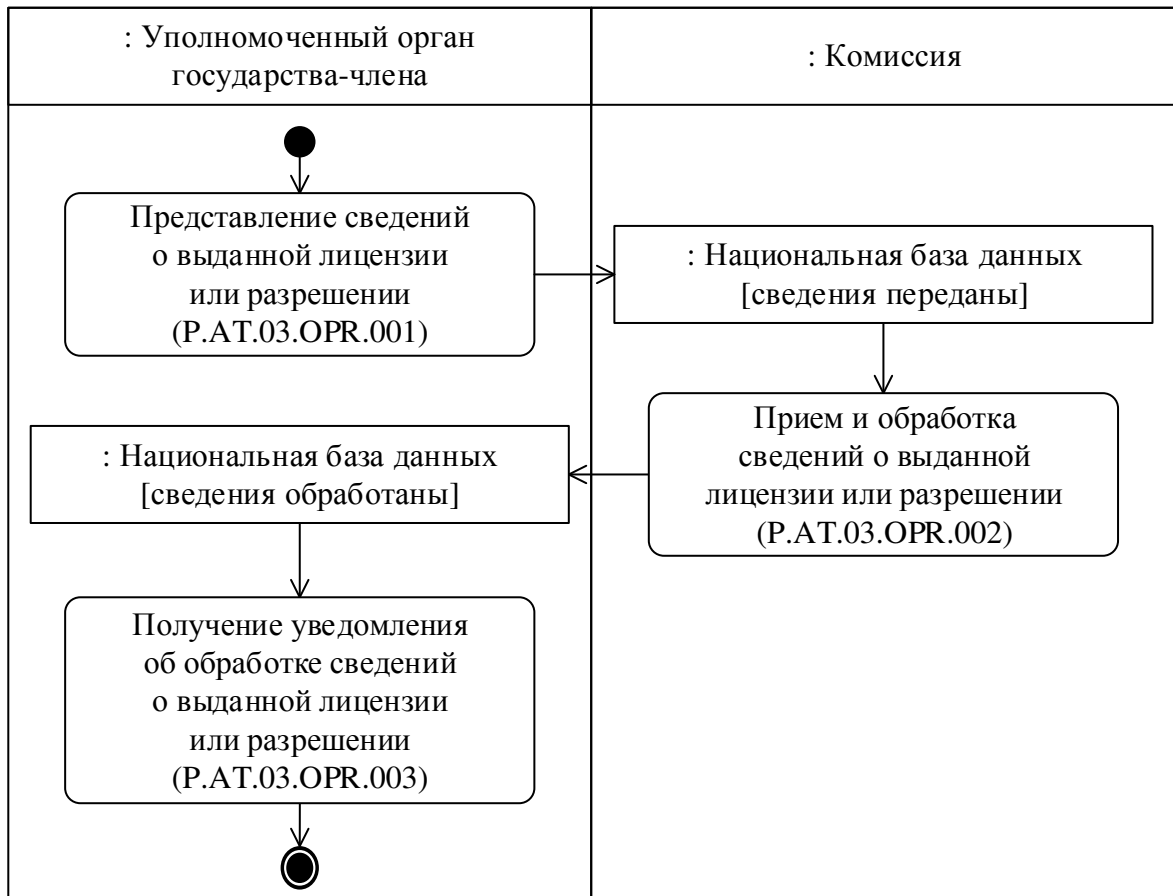 : Уполномоченный орган
государства-члена
: Комиссия
Представление сведений
о выданной лицензии
или разрешении
(P.AT.03.OPR.001)
: Национальная база данных
[сведения переданы]
Прием и обработка
сведений о выданной
лицензии или разрешении
(P.AT.03.OPR.002)
: Национальная база данных
[сведения обработаны]
Получение уведомления
об обработке сведений
о выданной лицензии
или разрешении
(P.AT.03.OPR.003)